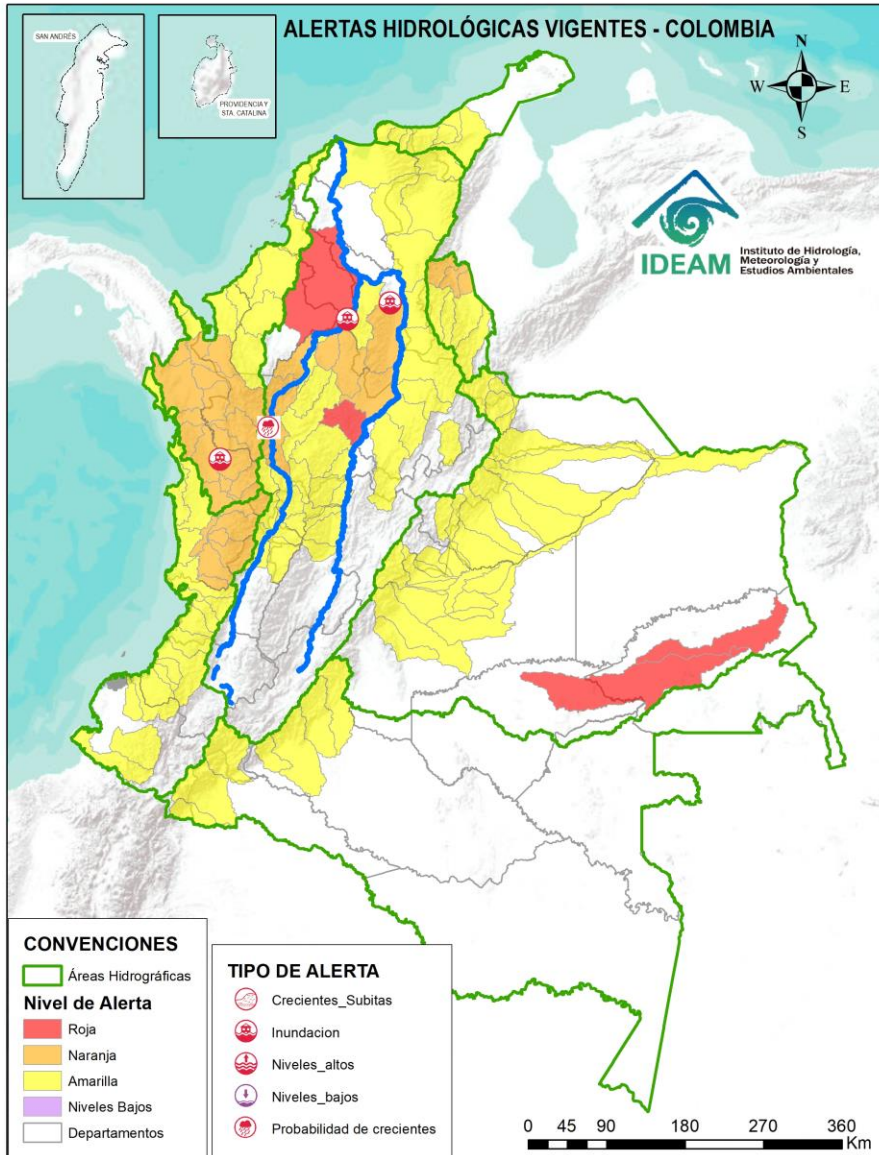 ALERTAS HIDROLÓGICAS VIGENTES - COLOMBIA
SAN ANDRÉS
PROVIDENCIA Y
STA. CATALINA
N
W
E
S
IDEAM
Instituto de Hidrología,
Meteorología y
Estudios Ambientales
CONVENCIONES
Áreas Hidrográficas
Nivel de Alerta
Roja
Naranja
Amarilla
Niveles Bajos
Departamentos
TIPO DE ALERTA
Crecientes_Subitas
Inundacion
Niveles_altos
Niveles_bajos
Probabilidad de crecientes
0 45 90 180 270 360
Km